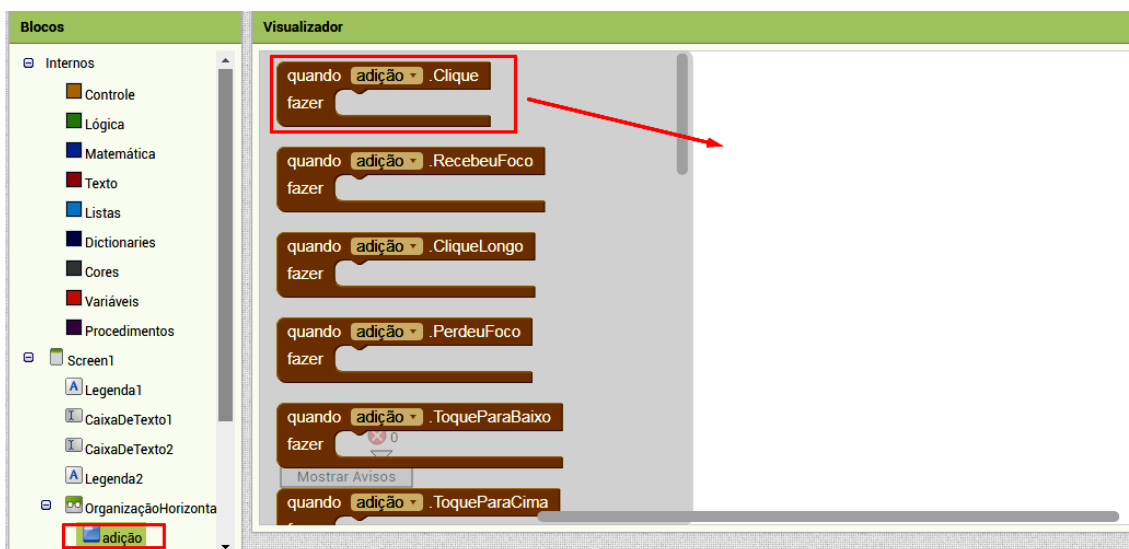 Blocos
Internos
Controle
Lógica
Matemática
Texto
Listas
Dictionaries
Cores
Variáveis
Procedimentos
Screen1
Legenda1
CaixaDeTexto1
CaixaDeTexto2
Legenda2
OrganizaçãoHorizonta
adição
Visualizador
quando adição .Clique
fazer
quando adição .RecebeuFoco
fazer
quando adição .CliqueLongo
fazer
quando adição .PerdeuFoco
fazer
quando adição .ToqueParaBaixo
fazer
0
Mostrar Avisos
quando adição .ToqueParaCima